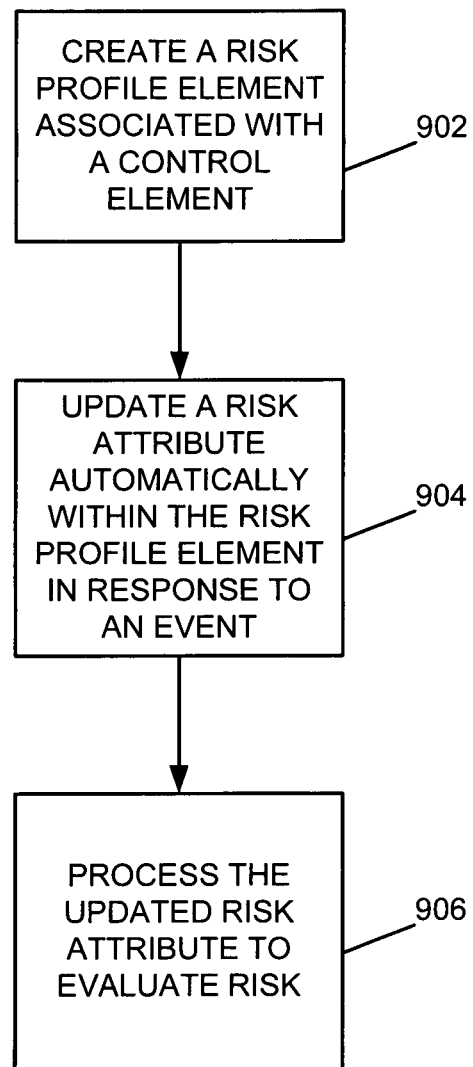 CREATE A RISK
PROFILE ELEMENT
ASSOCIATED WITH
A CONTROL
ELEMENT
902
UPDATE A RISK
ATTRIBUTE
AUTOMATICALLY
WITHIN THE RISK
PROFILE ELEMENT
IN RESPONSE TO
AN EVENT
904
PROCESS THE
UPDATED RISK
ATTRIBUTE TO
EVALUATE RISK
906